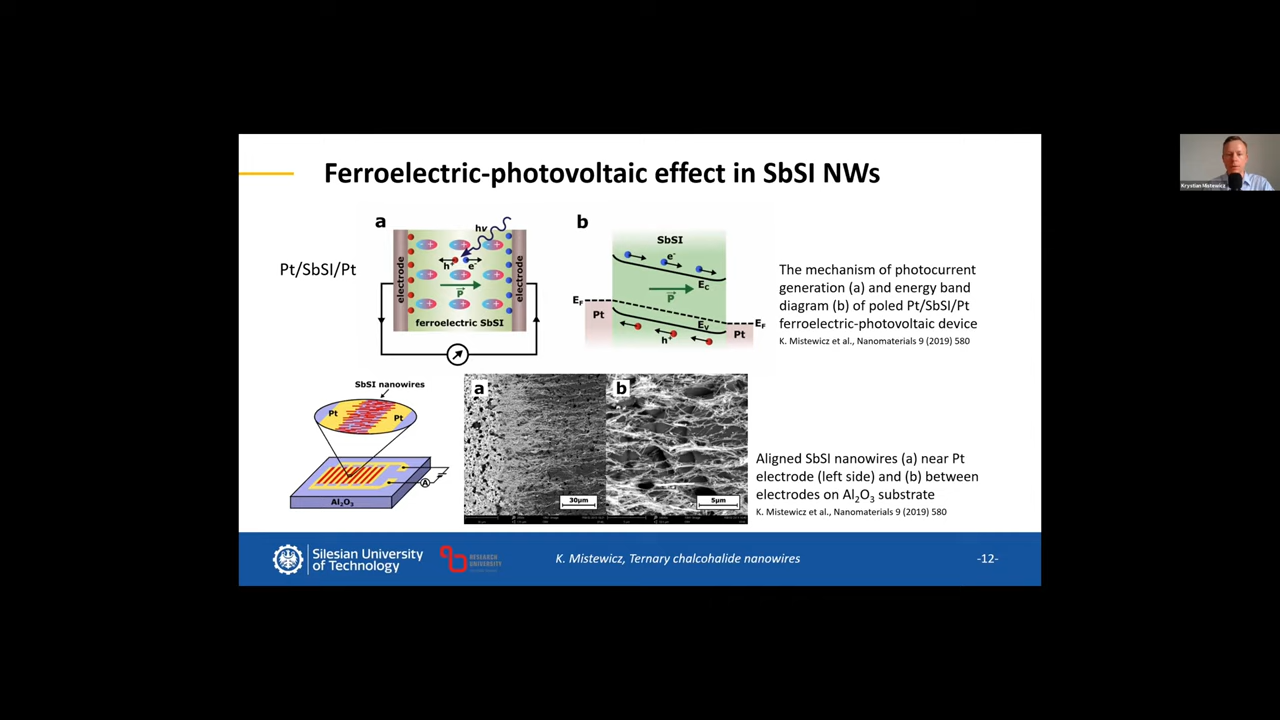 Ferroelectric-photovoltaic effect in SbSI NWs
Pt/SbSI/Pt
a
hν
h+
e-
P
electrode
electrode
ferroelectric SbSI
b
SbSI
e-
EC
P
EF
Pt
EV
h+
EF
Pt
The mechanism of photocurrent
generation (a) and energy band
diagram (b) of poled Pt/SbSI/Pt
ferroelectric-photovoltaic device
K. Mistewicz et al., Nanomaterials 9 (2019) 580
Krystian Mistewicz
SbSI nanowires
Pt
Pt
A
Al2O3
a
30µm
b
5µm
Aligned SbSI nanowires (a) near Pt
electrode (left side) and (b) between
electrodes on Al2O3 substrate
K. Mistewicz et al., Nanomaterials 9 (2019) 580
Silesian University
of Technology
RESEARCH
UNIVERSITY
K. Mistewicz, Ternary chalcohalide nanowires
-12-